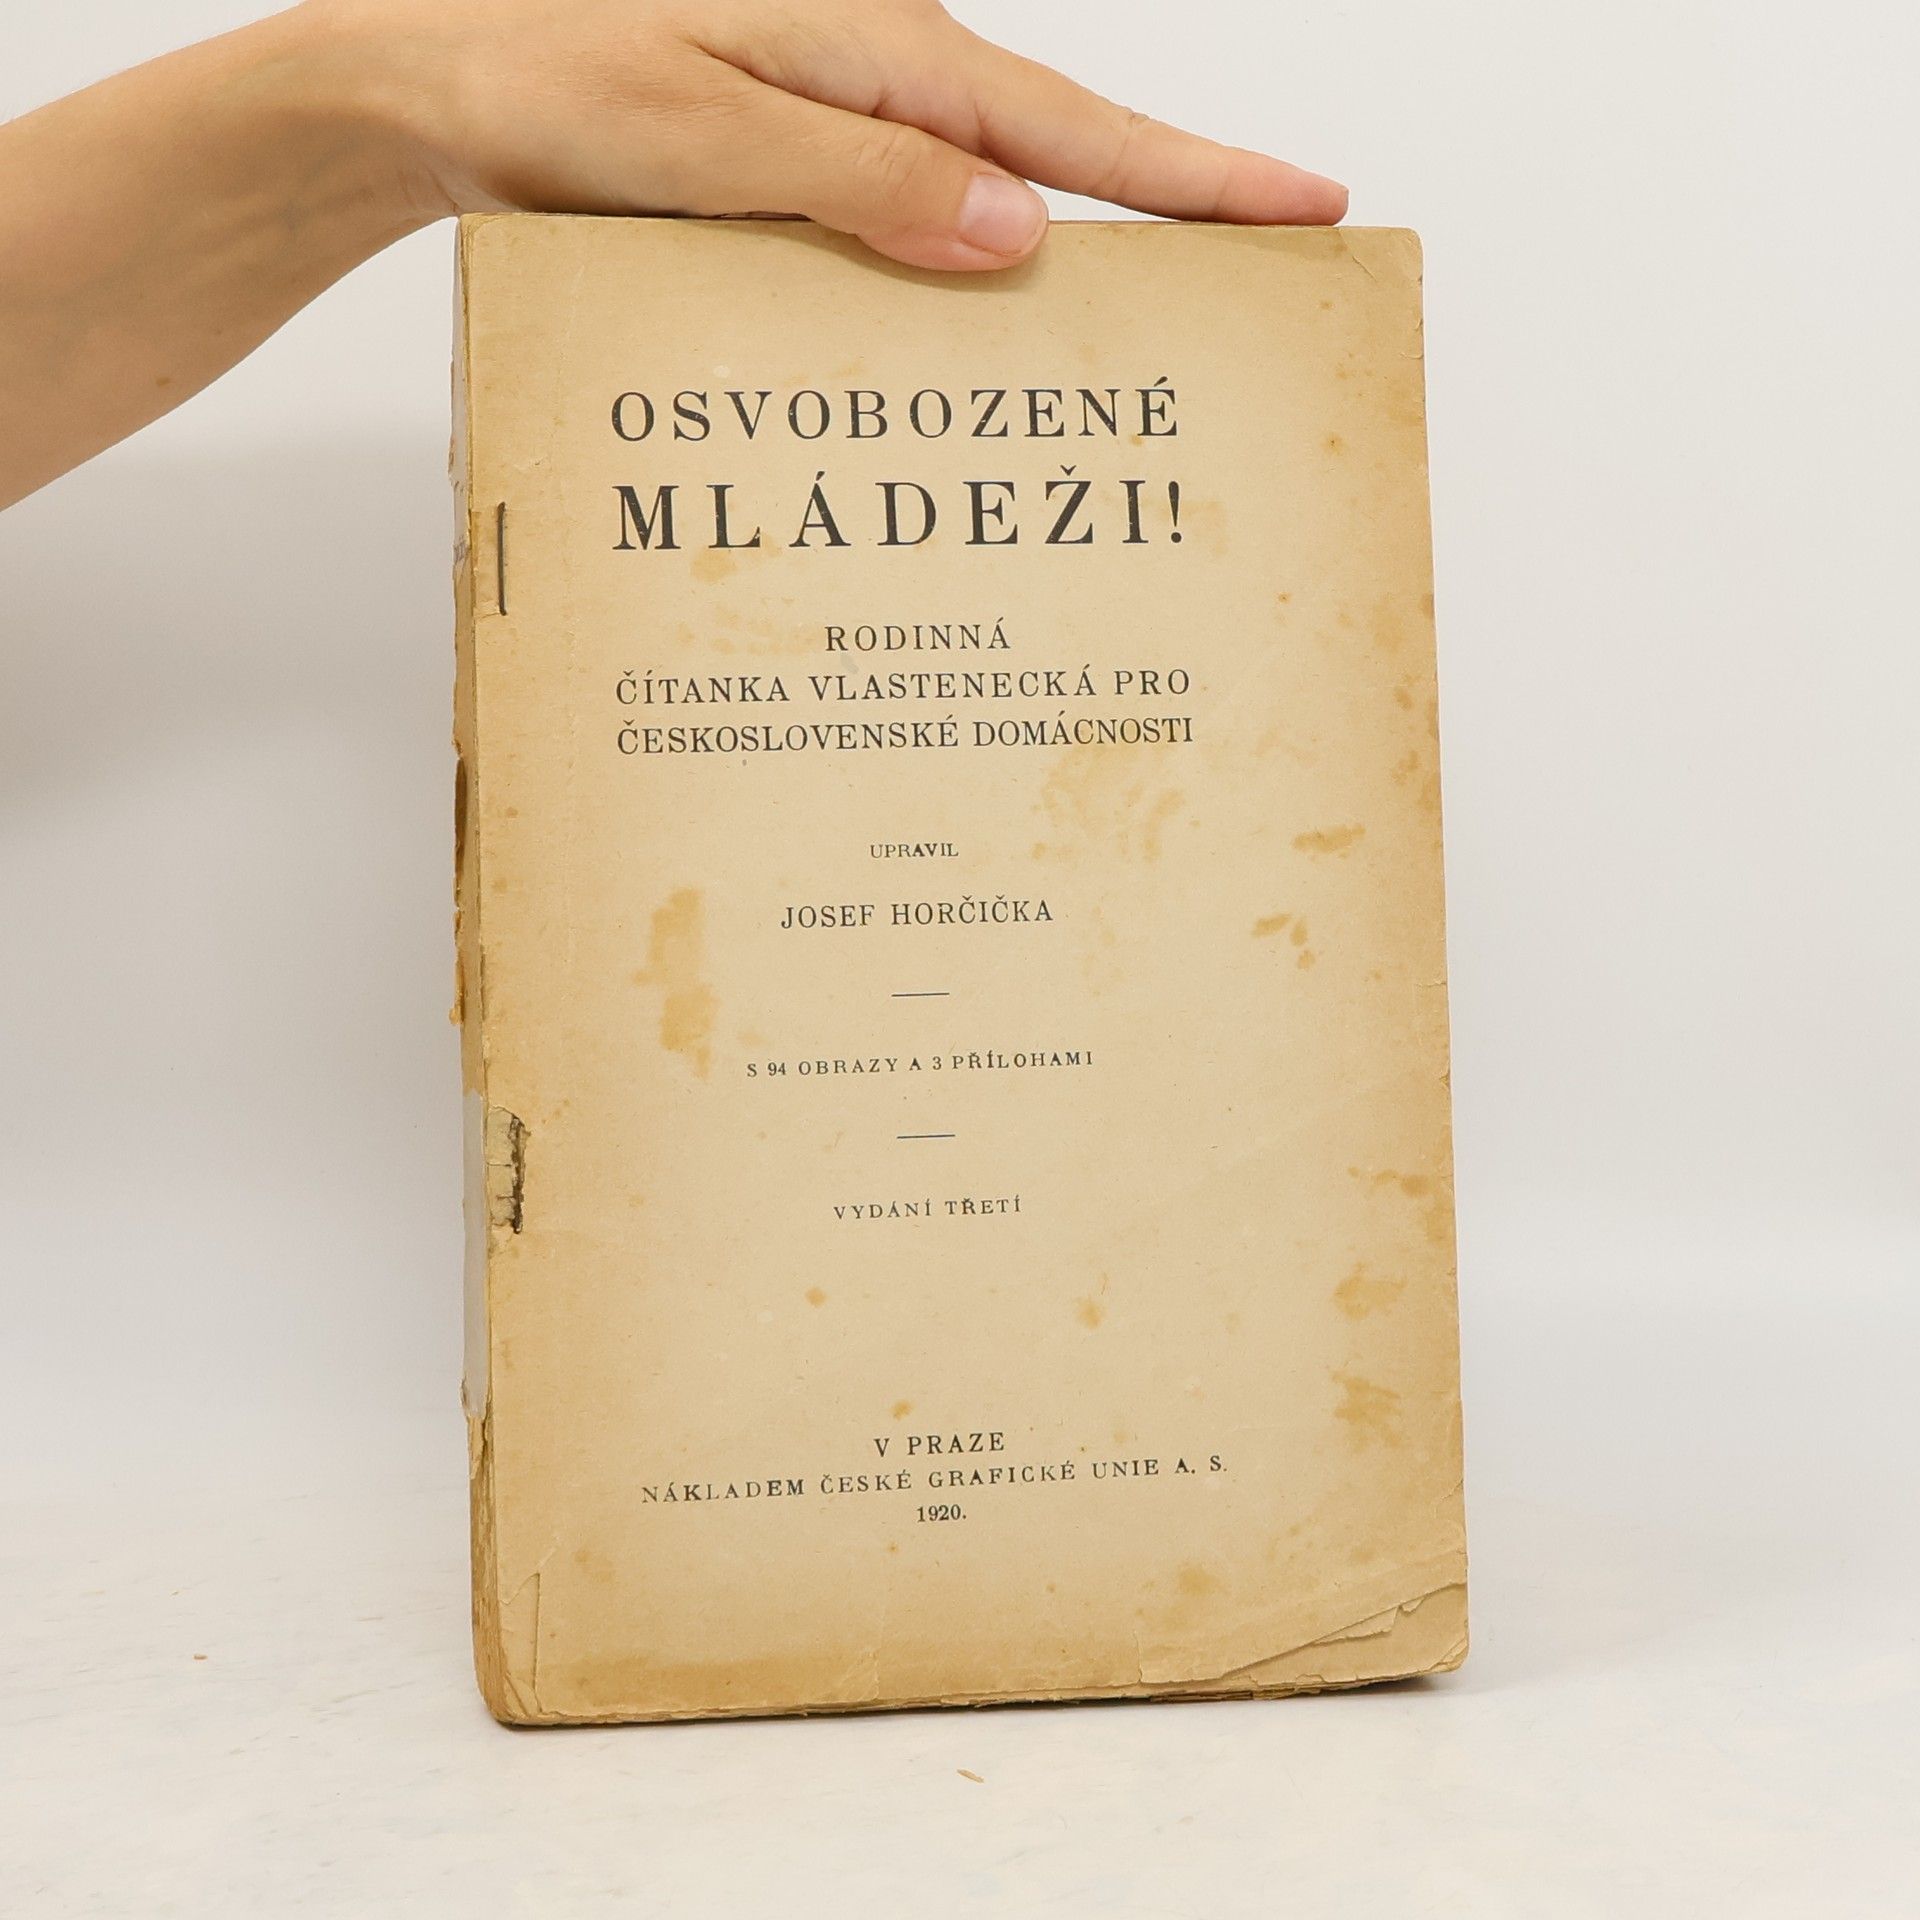 OSVOBOZENÉ
MLÁDEŽI!
RODINNÁ
ČÍTANKA VLASTENECKÁ PRO
ČESKOSLOVENSKÉ DOMÁCNOSTI
UPRAVIL
JOSEF HORČIČKA
S 94 OBRAZY A 3 PŘÍLOHAMI
VYDÁNÍ TŘETÍ
V PRAZE
NÁKLADEM ČESKÉ GRAFICKÉ UNIE A. S.
1920.